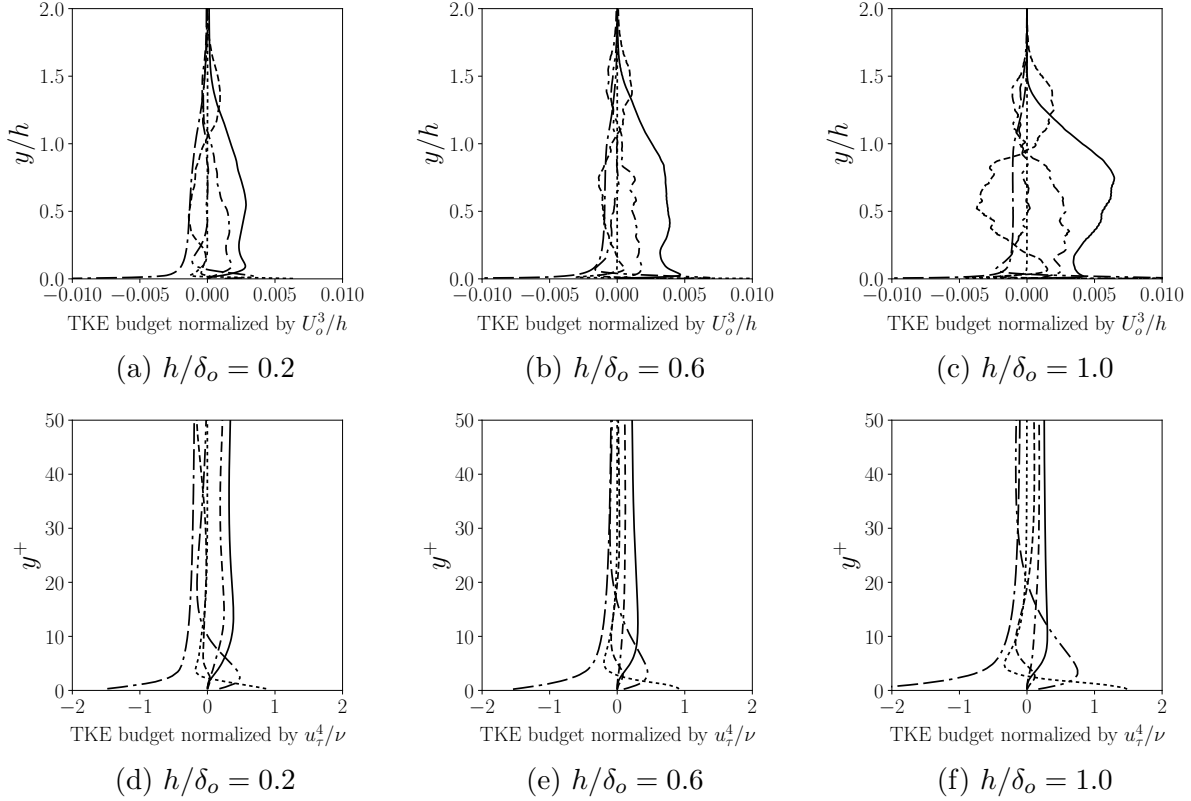 2.0
1.5
1.0
0.5
0.0
y/h
−0.010 −0.005 0.000 0.005 0.010
TKE budget normalized by U_o^3/h
(a) h/δ_o = 0.2
2.0
1.5
1.0
0.5
0.0
y/h
−0.010 −0.005 0.000 0.005 0.010
TKE budget normalized by U_o^3/h
(b) h/δ_o = 0.6
2.0
1.5
1.0
0.5
0.0
y/h
−0.010 −0.005 0.000 0.005 0.010
TKE budget normalized by U_o^3/h
(c) h/δ_o = 1.0
50
40
30
20
10
0
y^+
−2 −1 0 1 2
TKE budget normalized by u_τ^4/ν
(d) h/δ_o = 0.2
50
40
30
20
10
0
y^+
−2 −1 0 1 2
TKE budget normalized by u_τ^4/ν
(e) h/δ_o = 0.6
50
40
30
20
10
0
y^+
−2 −1 0 1 2
TKE budget normalized by u_τ^4/ν
(f) h/δ_o = 1.0